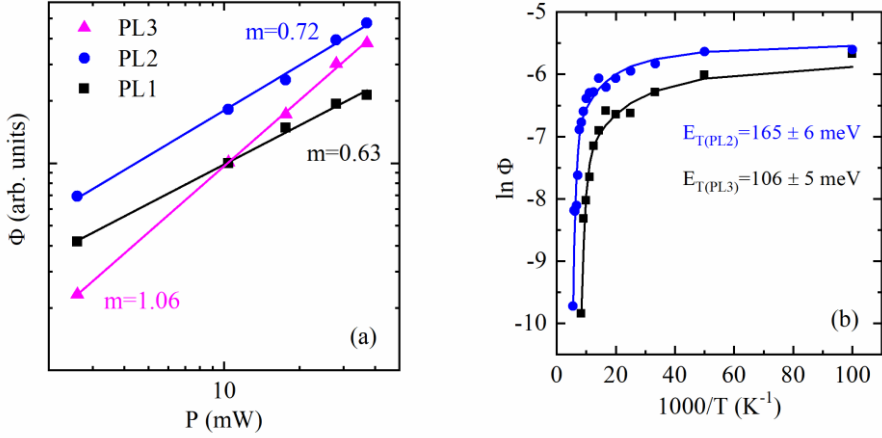 PL3
PL2
PL1
m=0.72
m=0.63
m=1.06
(a)
Φ (arb. units)
10
P (mW)
-5
-6
-7
-8
-9
-10
ln Φ
E_T(PL2)=165 ± 6 meV
E_T(PL3)=106 ± 5 meV
(b)
0 20 40 60 80 100
1000/T (K⁻¹)